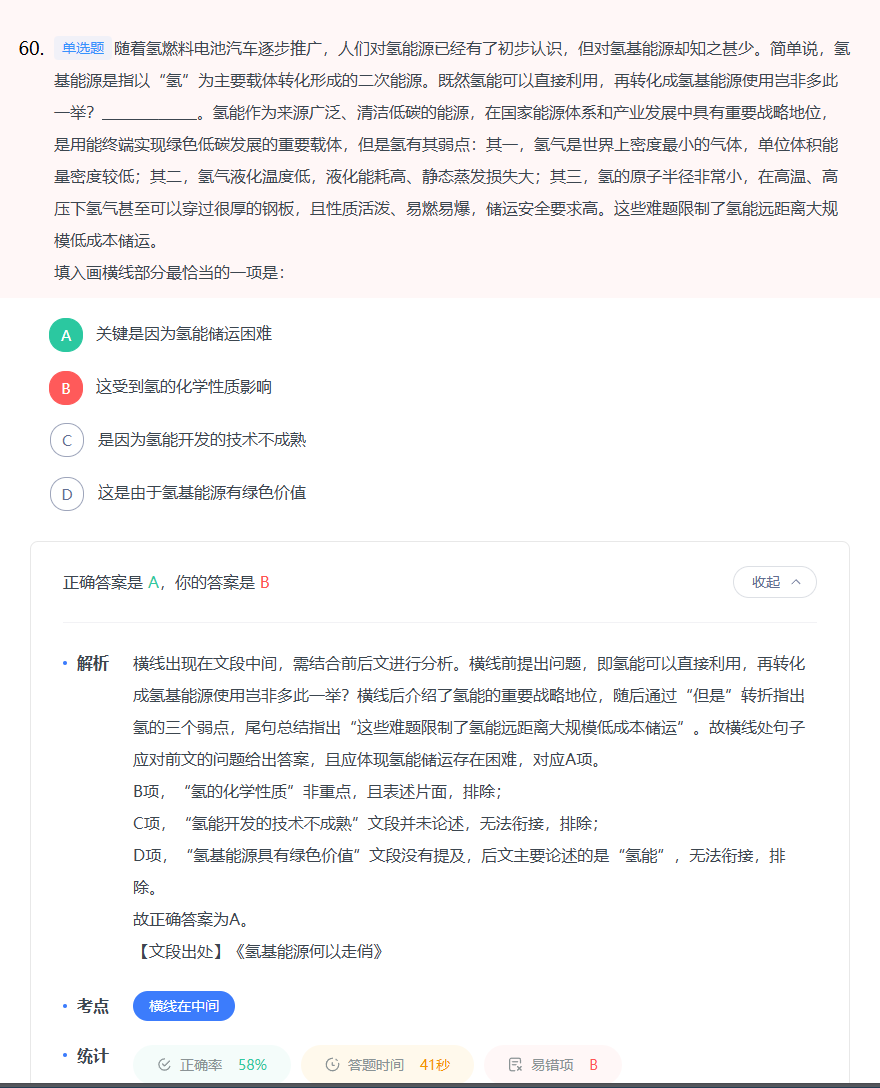 60. 单选题 随着氢燃料电池汽车逐步推广，人们对氢能源已经有了初步认识，但对氢基能源却知之甚少。简单说，氢
基能源是指以“氢”为主要载体转化形成的二次能源。既然氢能可以直接利用，再转化成氢基能源使用岂非多此
一举？____________。氢能作为来源广泛、清洁低碳的能源，在国家能源体系和产业发展中具有重要战略地位，
是用能终端实现绿色低碳发展的重要载体，但是氢有其弱点：其一，氢气是世界上密度最小的气体，单位体积能
量密度较低；其二，氢气液化温度低，液化能耗高、静态蒸发损失大；其三，氢的原子半径非常小，在高温、高
压下氢气甚至可以穿过很厚的钢板，且性质活泼、易燃易爆，储运安全要求高。这些难题限制了氢能远距离大规
模低成本储运。
填入画横线部分最恰当的一项是：
A 关键是因为氢能储运困难
B 这受到氢的化学性质影响
C 是因为氢能开发的技术不成熟
D 这是由于氢基能源有绿色价值
正确答案是 A，你的答案是 B 收起
解析 横线出现在文段中间，需结合前后文进行分析。横线前提出问题，即氢能可以直接利用，再转化
成氢基能源使用岂非多此一举？横线后介绍了氢能的重要战略地位，随后通过“但是”转折指出
氢的三个弱点，尾句总结指出“这些难题限制了氢能远距离大规模低成本储运”。故横线处句子
应对前文的问题给出答案，且应体现氢能储运存在困难，对应A项。
B项，“氢的化学性质”非重点，且表述片面，排除；
C项，“氢能开发的技术不成熟”文段并未论述，无法衔接，排除；
D项，“氢基能源具有绿色价值”文段没有提及，后文主要论述的是“氢能”，无法衔接，排
除。
故正确答案为A。
【文段出处】《氢基能源何以走俏》
考点 横线在中间
统计 正确率 58% 答题时间 41秒 易错项 B